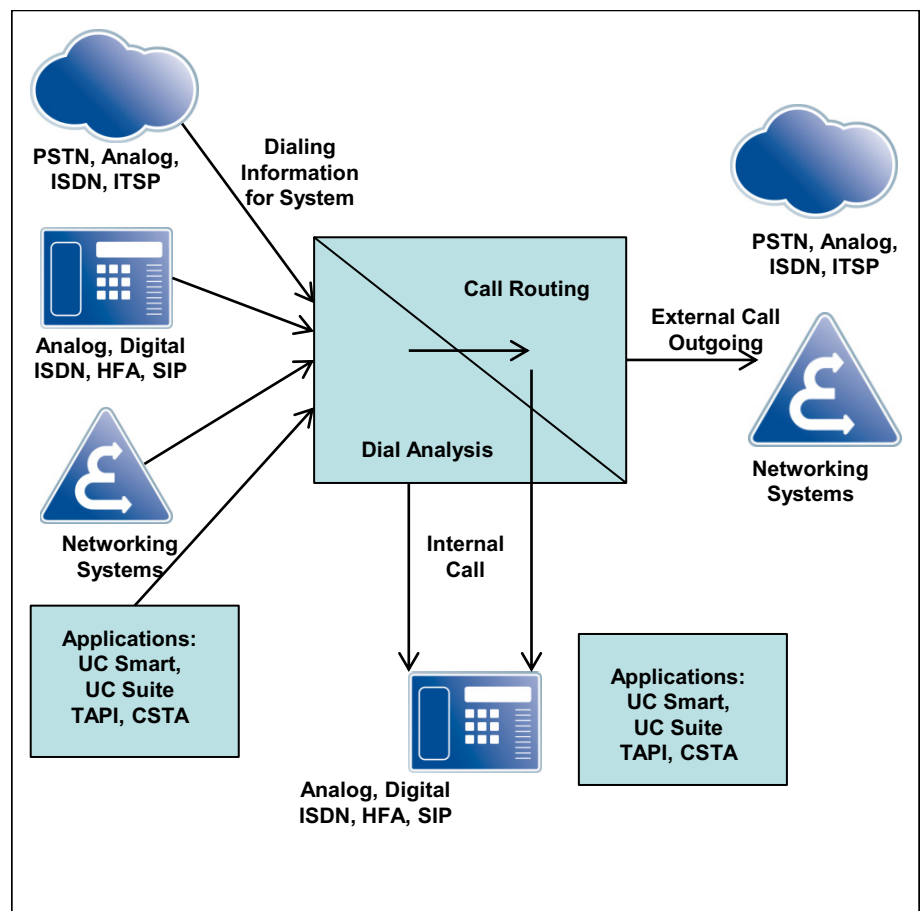 PSTN, Analog,
ISDN, ITSP
Dialing
Information
for System
PSTN, Analog,
ISDN, ITSP
Analog, Digital
ISDN, HFA, SIP
Call Routing
External Call
Outgoing
Dial Analysis
Networking
Systems
Networking
Systems
Internal
Call
Applications:
UC Smart,
UC Suite
TAPI, CSTA
Applications:
UC Smart,
UC Suite
TAPI, CSTA
Analog, Digital
ISDN, HFA, SIP